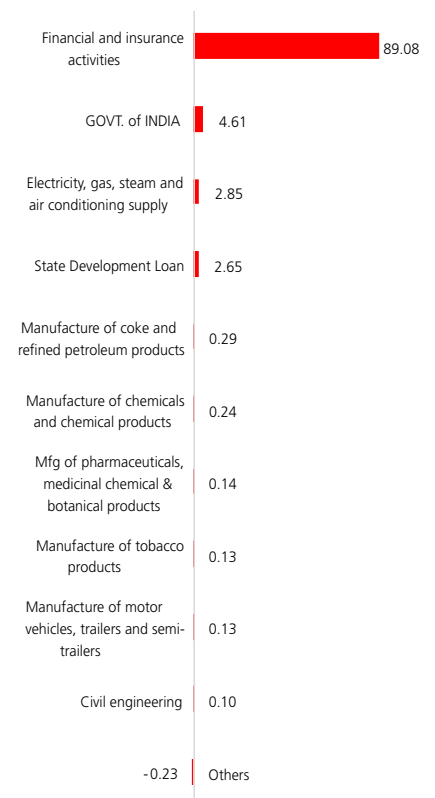 Financial and insurance
activities
89.08
GOVT. of INDIA
4.61
Electricity, gas, steam and
air conditioning supply
2.85
State Development Loan
2.65
Manufacture of coke and
refined petroleum products
0.29
Manufacture of chemicals
and chemical products
0.24
Mfg of pharmaceuticals,
medicinal chemical &
botanical products
0.14
Manufacture of tobacco
products
0.13
Manufacture of motor
vehicles, trailers and semi-
trailers
0.13
Civil engineering
0.10
-0.23
Others